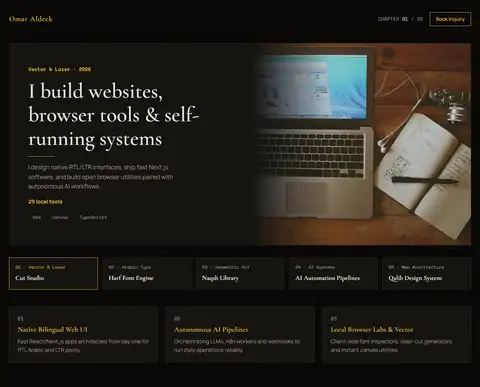 Omar Aldeek
CHAPTER 01 / 05
Book Inquiry
Vector & Laser · 2026
I build websites,
browser tools & self-
running systems
I design native RTL/LTR interfaces, ship fast Next.js
software, and build open browser utilities paired with
autonomous AI workflows.
29 local tools
SVG Canvas TypeScript
01 · Vector & Laser
Cut Studio
02 · Arabic Type
Harf Font Engine
03 · Geometric Art
Naqsh Library
04 · AI Systems
AI Automation Pipelines
05 · Web Architecture
Qalib Design System
01
Native Bilingual Web UI
Fast React/Next.js apps architected from day one for
RTL Arabic and LTR parity.
02
Autonomous AI Pipelines
Orchestrating LLMs, n8n workers and webhooks to
run daily operations reliably.
03
Local Browser Labs & Vector
Client-side font inspectors, laser-cut generators
and instant canvas utilities.